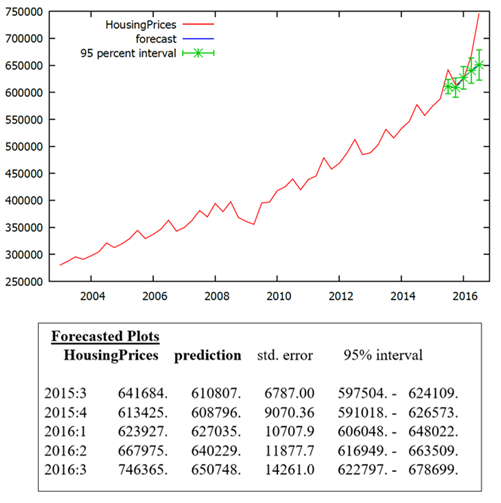 750000
700000
650000
600000
550000
500000
450000
400000
350000
300000
250000
HousingPrices
forecast
95 percent interval
2004 2006 2008 2010 2012 2014 2016
Forecasted Plots
HousingPrices prediction std. error 95% interval
2015:3 641684. 610807. 6787.00 597504. - 624109.
2015:4 613425. 608796. 9070.36 591018. - 626573.
2016:1 623927. 627035. 10707.9 606048. - 648022.
2016:2 667975. 640229. 11877.7 616949. - 663509.
2016:3 746365. 650748. 14261.0 622797. - 678699.